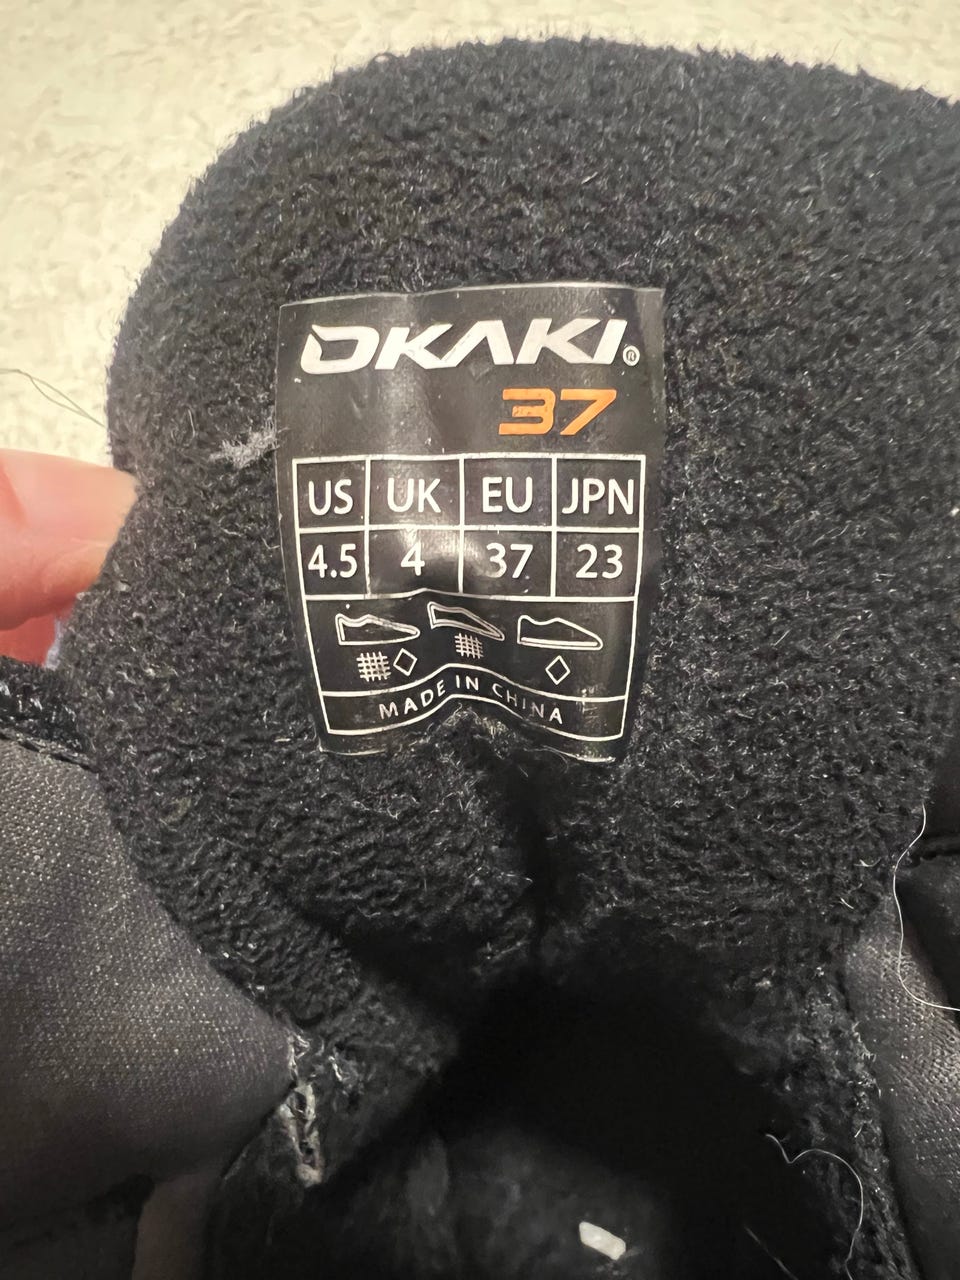 OKAKI®
37
US UK EU JPN
4.5 4 37 23
MADE IN CHINA